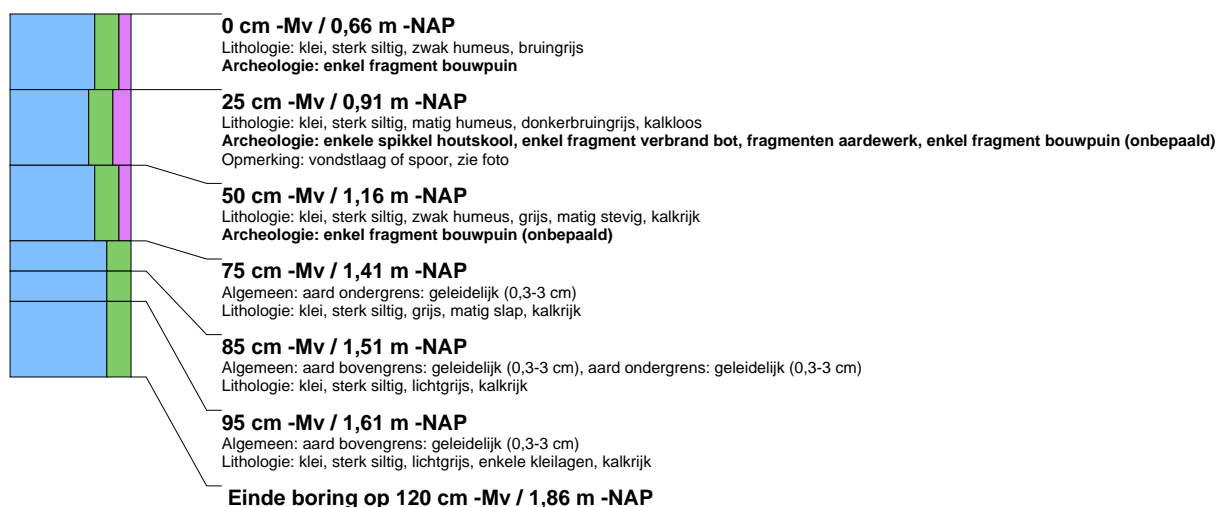 0 cm -Mv / 0,66 m -NAP
Lithologie: klei, sterk siltig, zwak humeus, bruingrijs
Archeologie: enkel fragment bouwpuin
25 cm -Mv / 0,91 m -NAP
Lithologie: klei, sterk siltig, matig humeus, donkerbruingrijs, kalkloos
Archeologie: enkele spikkel houtskool, enkel fragment verbrand bot, fragmenten aardewerk, enkel fragment bouwpuin (onbepaald)
Opmerking: vondstlaag of spoor, zie foto
50 cm -Mv / 1,16 m -NAP
Lithologie: klei, sterk siltig, zwak humeus, grijs, matig stevig, kalkrijk
Archeologie: enkel fragment bouwpuin (onbepaald)
75 cm -Mv / 1,41 m -NAP
Algemeen: aard ondergrens: geleidelijk (0,3-3 cm)
Lithologie: klei, sterk siltig, grijs, matig slap, kalkrijk
85 cm -Mv / 1,51 m -NAP
Algemeen: aard bovengrens: geleidelijk (0,3-3 cm), aard ondergrens: geleidelijk (0,3-3 cm)
Lithologie: klei, sterk siltig, lichtgrijs, kalkrijk
95 cm -Mv / 1,61 m -NAP
Algemeen: aard bovengrens: geleidelijk (0,3-3 cm)
Lithologie: klei, sterk siltig, lichtgrijs, enkele kleilagen, kalkrijk
Einde boring op 120 cm -Mv / 1,86 m -NAP